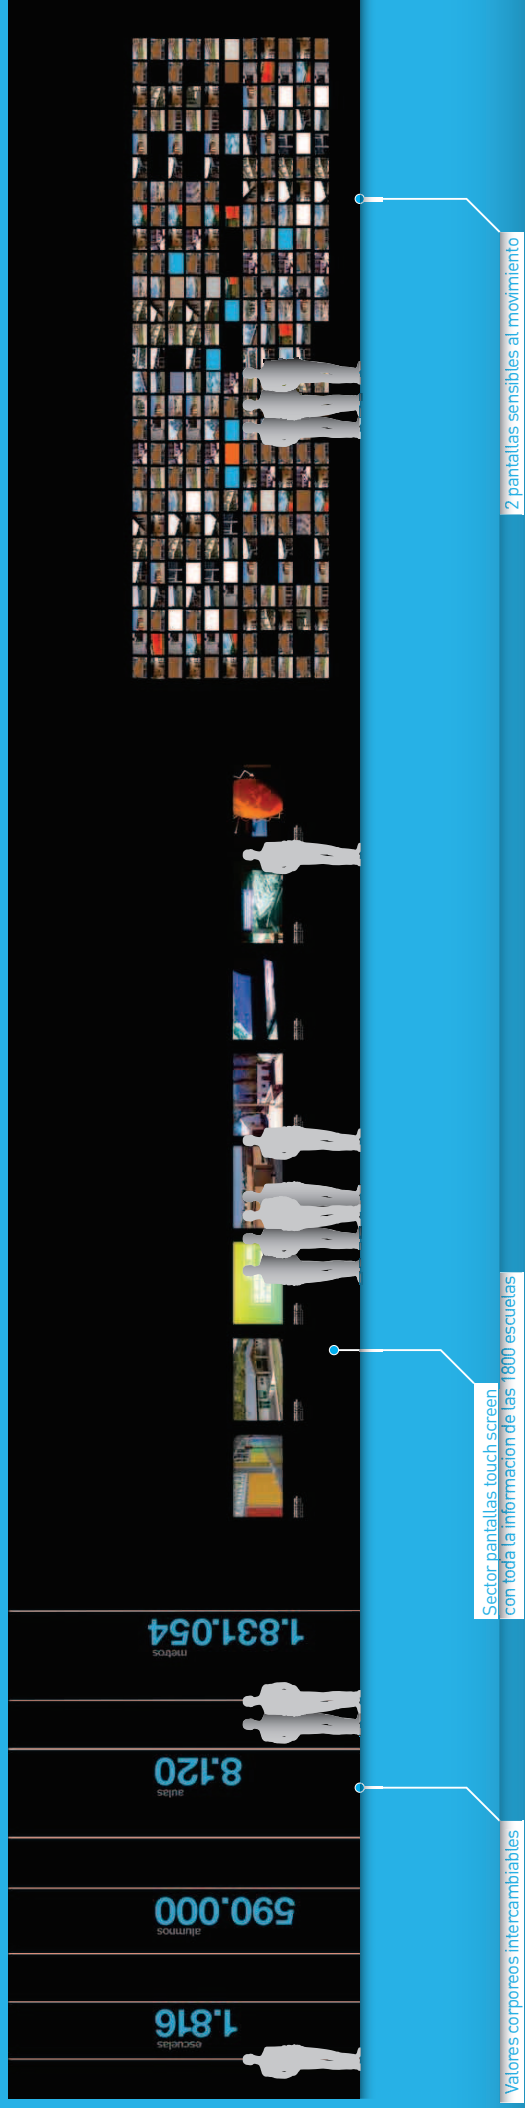 1.816
escuelas
590.000
alumnos
8.120
aulas
1.831.054
metros
Valores corporeos intercambiables
Sector pantallas touch screen
con toda la informacion de las 1800 escuelas
2 pantallas sensibles al movimiento